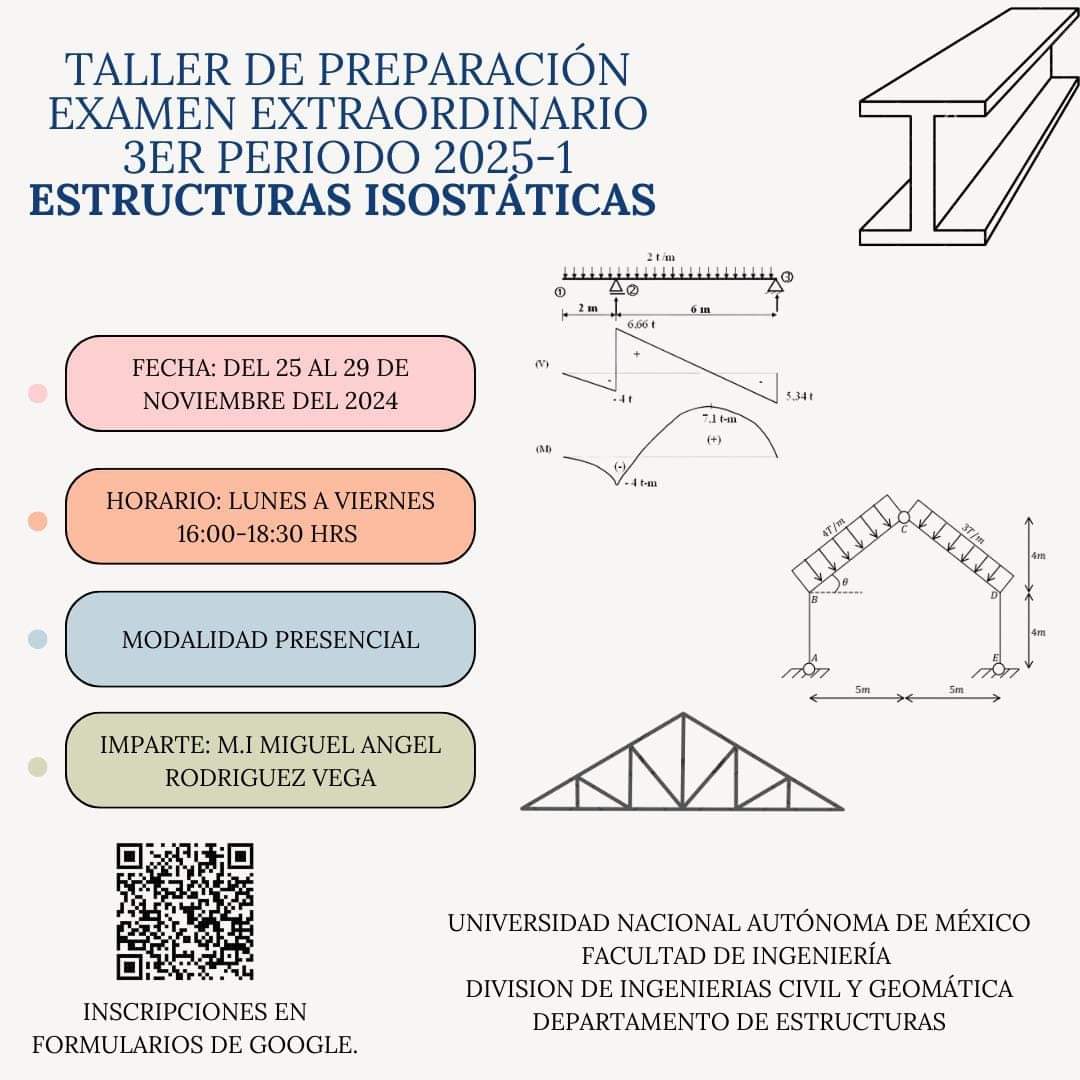 TALLER DE PREPARACIÓN
EXAMEN EXTRAORDINARIO
3ER PERIODO 2025-1
ESTRUCTURAS ISOSTÁTICAS
2 t/m
①
②
③
2 m
6 m
6.66 t
(V)
+
-
-
- 4 t
5.34 t
7.1 t-m
(+)
(M)
(-)
- 4 t-m
FECHA: DEL 25 AL 29 DE
NOVIEMBRE DEL 2024
HORARIO: LUNES A VIERNES
16:00-18:30 HRS
MODALIDAD PRESENCIAL
IMPARTE: M.I MIGUEL ANGEL
RODRIGUEZ VEGA
4T/m
3T/m
C
θ
B
D
4m
4m
A
E
5m
5m
INSCRIPCIONES EN
FORMULARIOS DE GOOGLE.
UNIVERSIDAD NACIONAL AUTÓNOMA DE MÉXICO
FACULTAD DE INGENIERÍA
DIVISION DE INGENIERIAS CIVIL Y GEOMÁTICA
DEPARTAMENTO DE ESTRUCTURAS